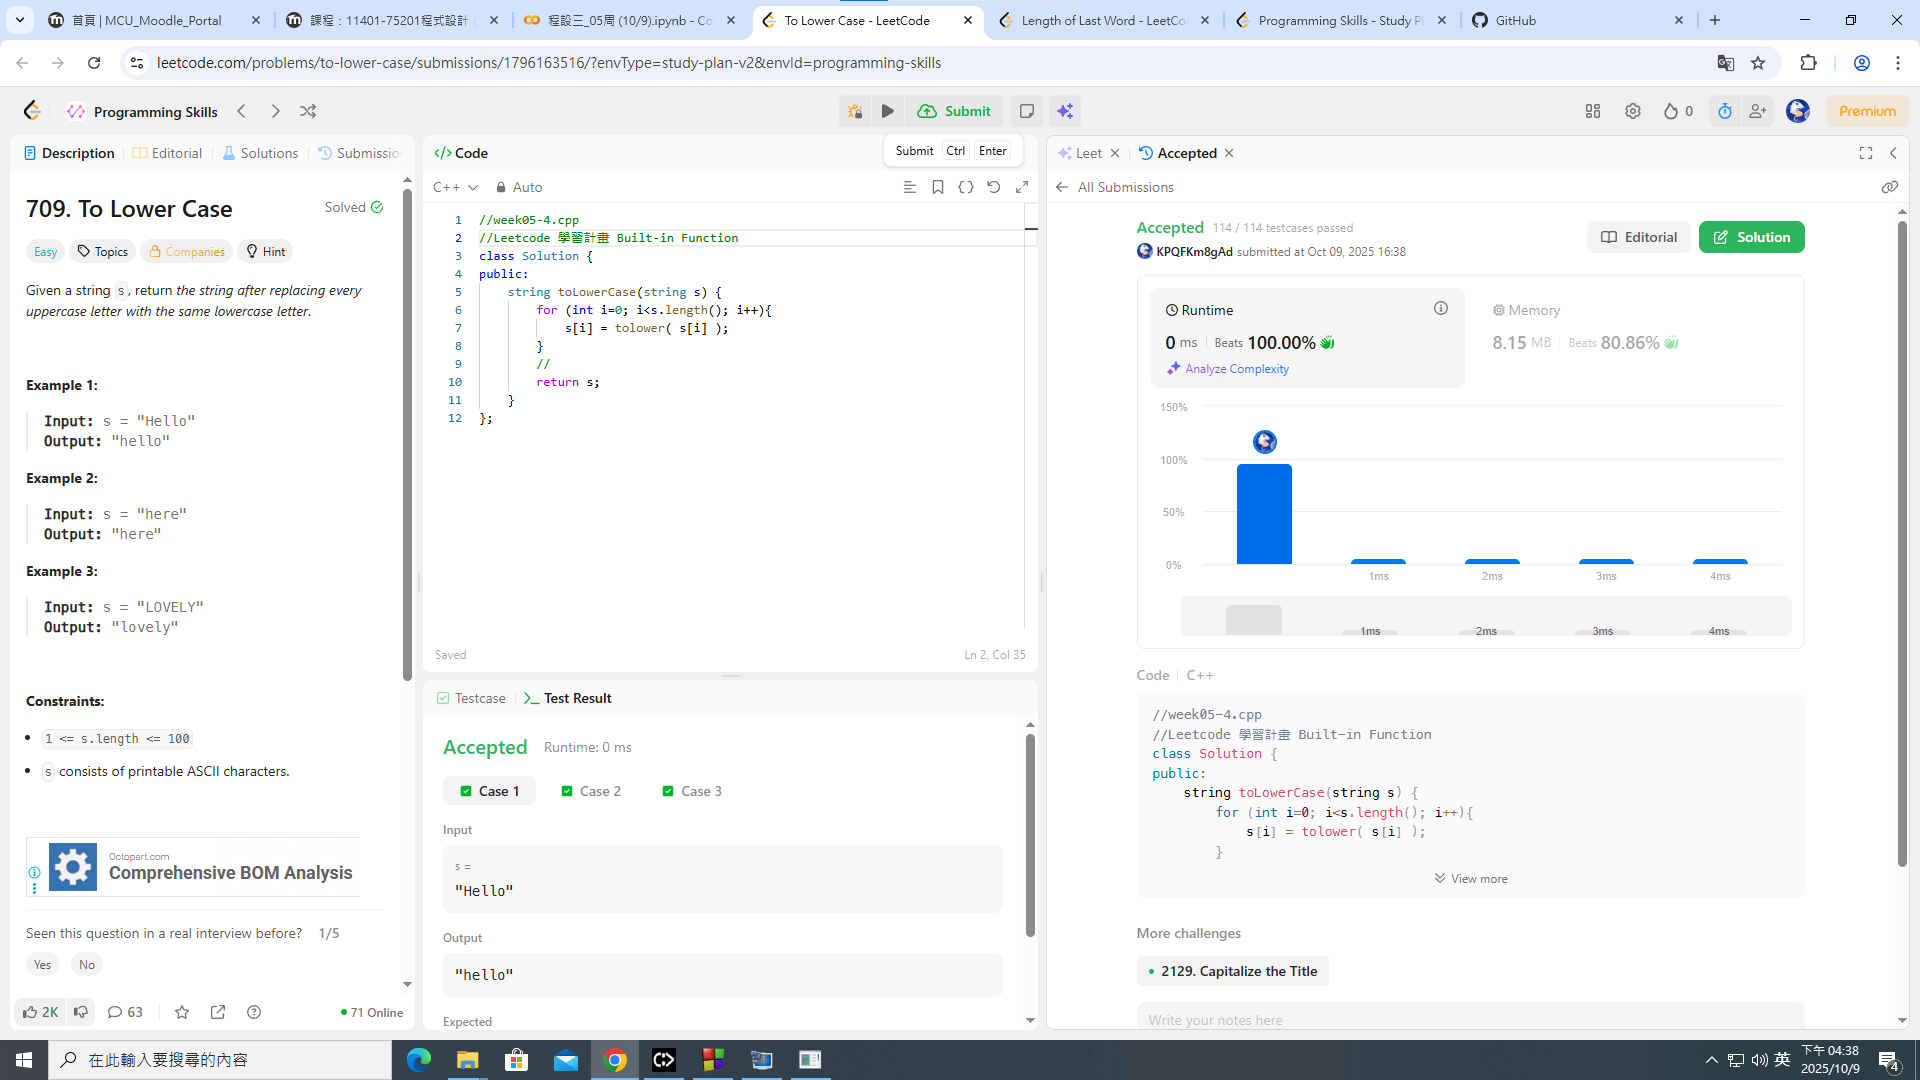 首頁 | MCU_Moodle_Portal
課程：11401-75201程式設計 (
程設三_05周 (10/9).ipynb - Co
To Lower Case - LeetCode
Length of Last Word - LeetCo
Programming Skills - Study Pl
GitHub
leetcode.com/problems/to-lower-case/submissions/1796163516/?envType=study-plan-v2&envId=programming-skills
Programming Skills
Submit
0
Premium
Description
Editorial
Solutions
Submission
709. To Lower Case
Solved
Easy
Topics
Companies
Hint
Given a string s, return the string after replacing every
uppercase letter with the same lowercase letter.
Example 1:
Input: s = "Hello"
Output: "hello"
Example 2:
Input: s = "here"
Output: "here"
Example 3:
Input: s = "LOVELY"
Output: "lovely"
Constraints:
1 <= s.length <= 100
s consists of printable ASCII characters.
Octopart.com
Comprehensive BOM Analysis
Seen this question in a real interview before? 1/5
Yes No
2K
63
71 Online
</> Code
Submit Ctrl Enter
C++
Auto
1 //week05-4.cpp
2 //Leetcode 學習計畫 Built-in Function
3 class Solution {
4 public:
5 string toLowerCase(string s) {
6 for (int i=0; i<s.length(); i++){
7 s[i] = tolower( s[i] );
8 }
9 //
10 return s;
11 }
12 };
Saved
Ln 2, Col 35
Testcase
>_ Test Result
Accepted Runtime: 0 ms
Case 1 Case 2 Case 3
Input
s =
"Hello"
Output
"hello"
Expected
Leet
Accepted
All Submissions
Accepted 114 / 114 testcases passed
KPQFKm8gAd submitted at Oct 09, 2025 16:38
Editorial
Solution
Runtime
0 ms Beats 100.00%
Analyze Complexity
Memory
8.15 MB Beats 80.86%
150%
100%
50%
0%
1ms 2ms 3ms 4ms
1ms 2ms 3ms 4ms
Code C++
//week05-4.cpp
//Leetcode 學習計畫 Built-in Function
class Solution {
public:
string toLowerCase(string s) {
for (int i=0; i<s.length(); i++){
s[i] = tolower( s[i] );
}
View more
More challenges
2129. Capitalize the Title
Write your notes here
在此輸入要搜尋的內容
英
下午 04:38
2025/10/9
4